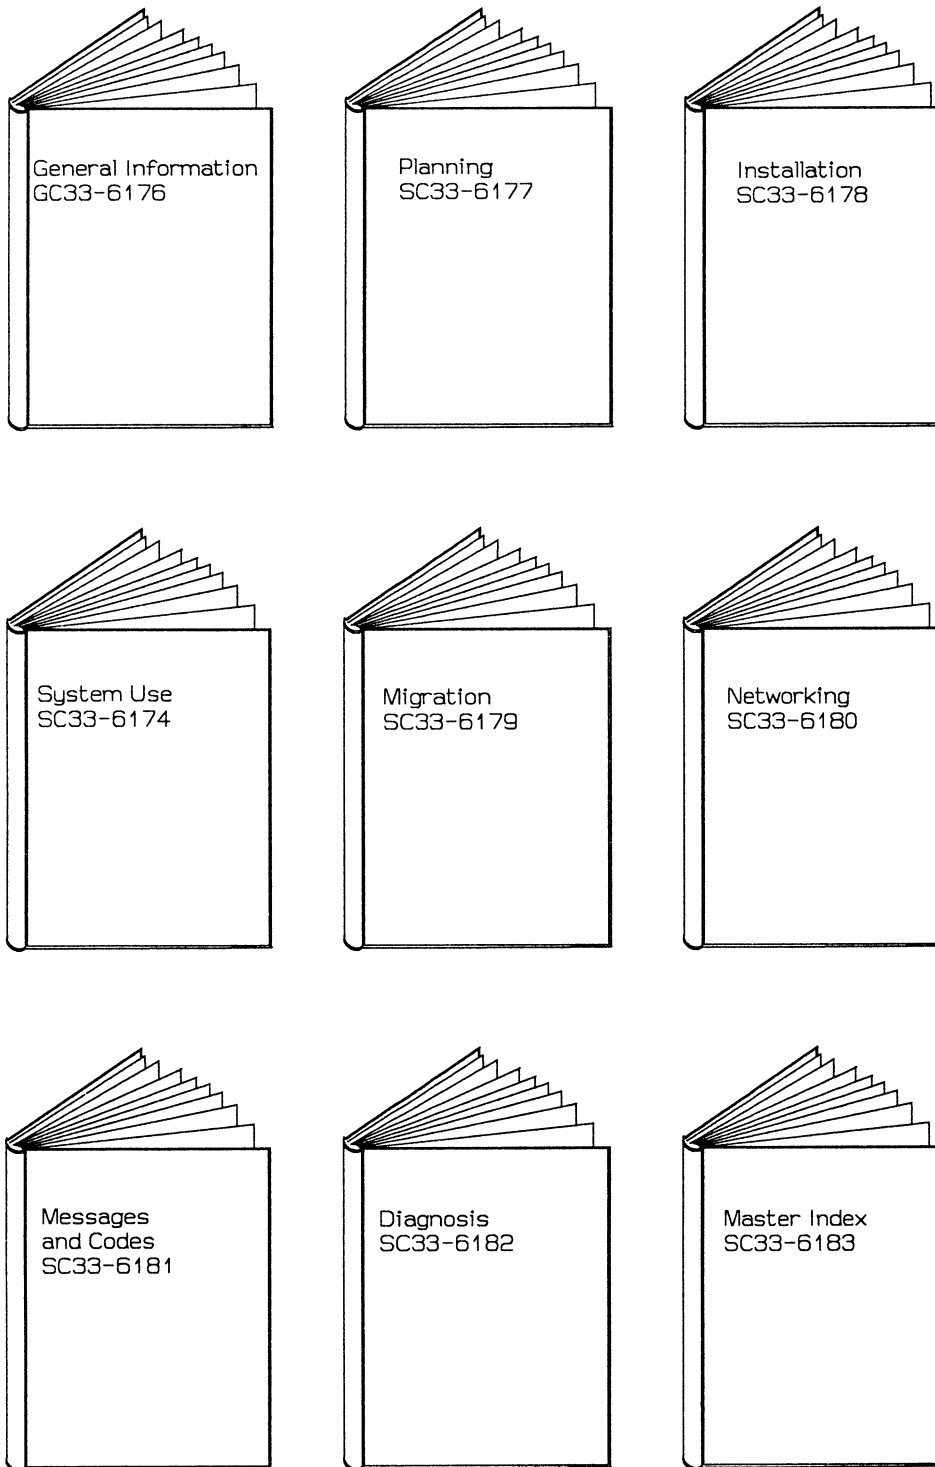 General Information
GC33-6176
Planning
SC33-6177
Installation
SC33-6178
System Use
SC33-6174
Migration
SC33-6179
Networking
SC33-6180
Messages
and Codes
SC33-6181
Diagnosis
SC33-6182
Master Index
SC33-6183